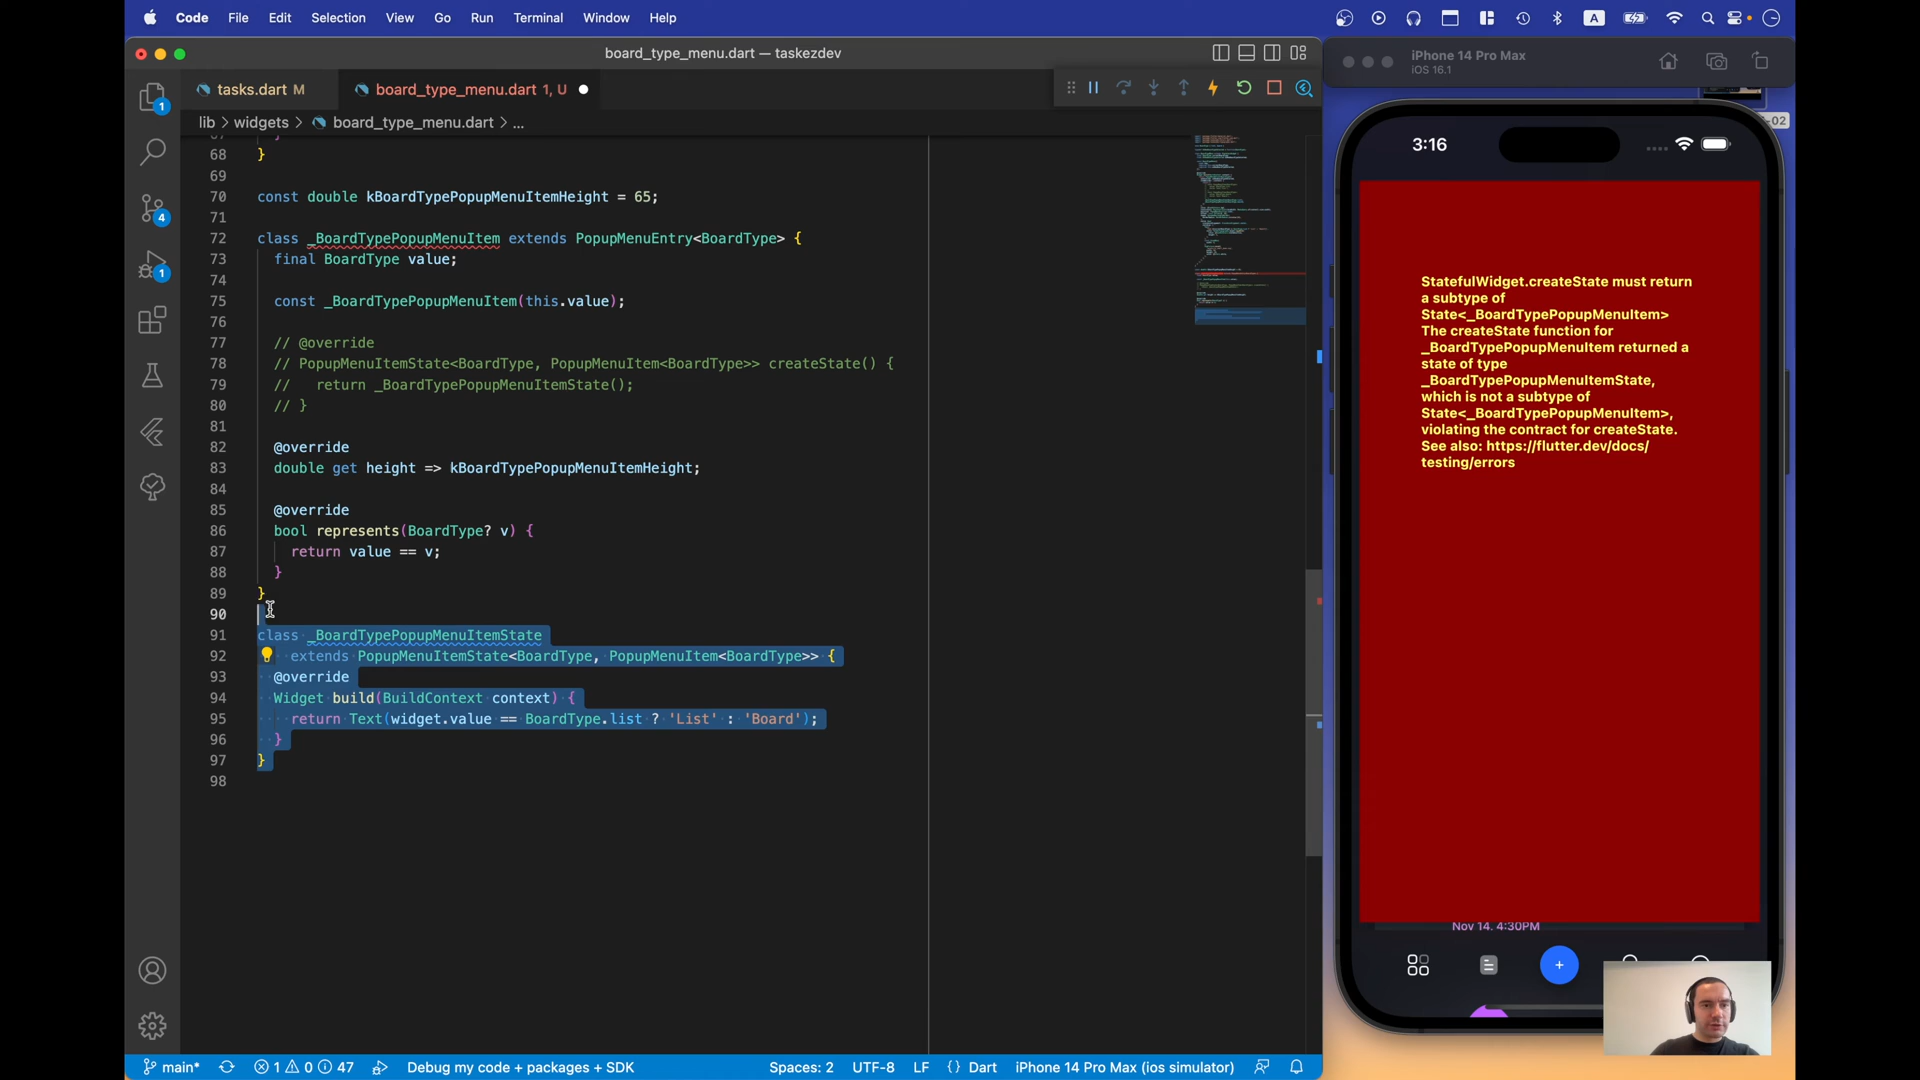 Code File Edit Selection View Go Run Terminal Window Help
A
board_type_menu.dart — taskezdev
tasks.dart M
board_type_menu.dart 1, U
lib > widgets > board_type_menu.dart > ...
68 }
69
70 const double kBoardTypePopupMenuItemHeight = 65;
71
72 class _BoardTypePopupMenuItem extends PopupMenuEntry<BoardType> {
73 final BoardType value;
74
75 const _BoardTypePopupMenuItem(this.value);
76
77 // @override
78 // PopupMenuItemState<BoardType, PopupMenuItem<BoardType>> createState() {
79 //   return _BoardTypePopupMenuItemState();
80 // }
81
82 @override
83 double get height => kBoardTypePopupMenuItemHeight;
84
85 @override
86 bool represents(BoardType? v) {
87 return value == v;
88 }
89 }
90
91 class _BoardTypePopupMenuItemState
92 extends PopupMenuItemState<BoardType, PopupMenuItem<BoardType>> {
93 @override
94 Widget build(BuildContext context) {
95 return Text(widget.value == BoardType.list ? 'List' : 'Board');
96 }
97 }
98
1
4
1
main* 1 0 47 Debug my code + packages + SDK
Spaces: 2 UTF-8 LF {} Dart iPhone 14 Pro Max (ios simulator)
iPhone 14 Pro Max
iOS 16.1
-02
3:16
StatefulWidget.createState must return
a subtype of
State<_BoardTypePopupMenuItem>
The createState function for
_BoardTypePopupMenuItem returned a
state of type
_BoardTypePopupMenuItemState,
which is not a subtype of
State<_BoardTypePopupMenuItem>,
violating the contract for createState.
See also: https://flutter.dev/docs/
testing/errors
Nov 14, 4:30PM